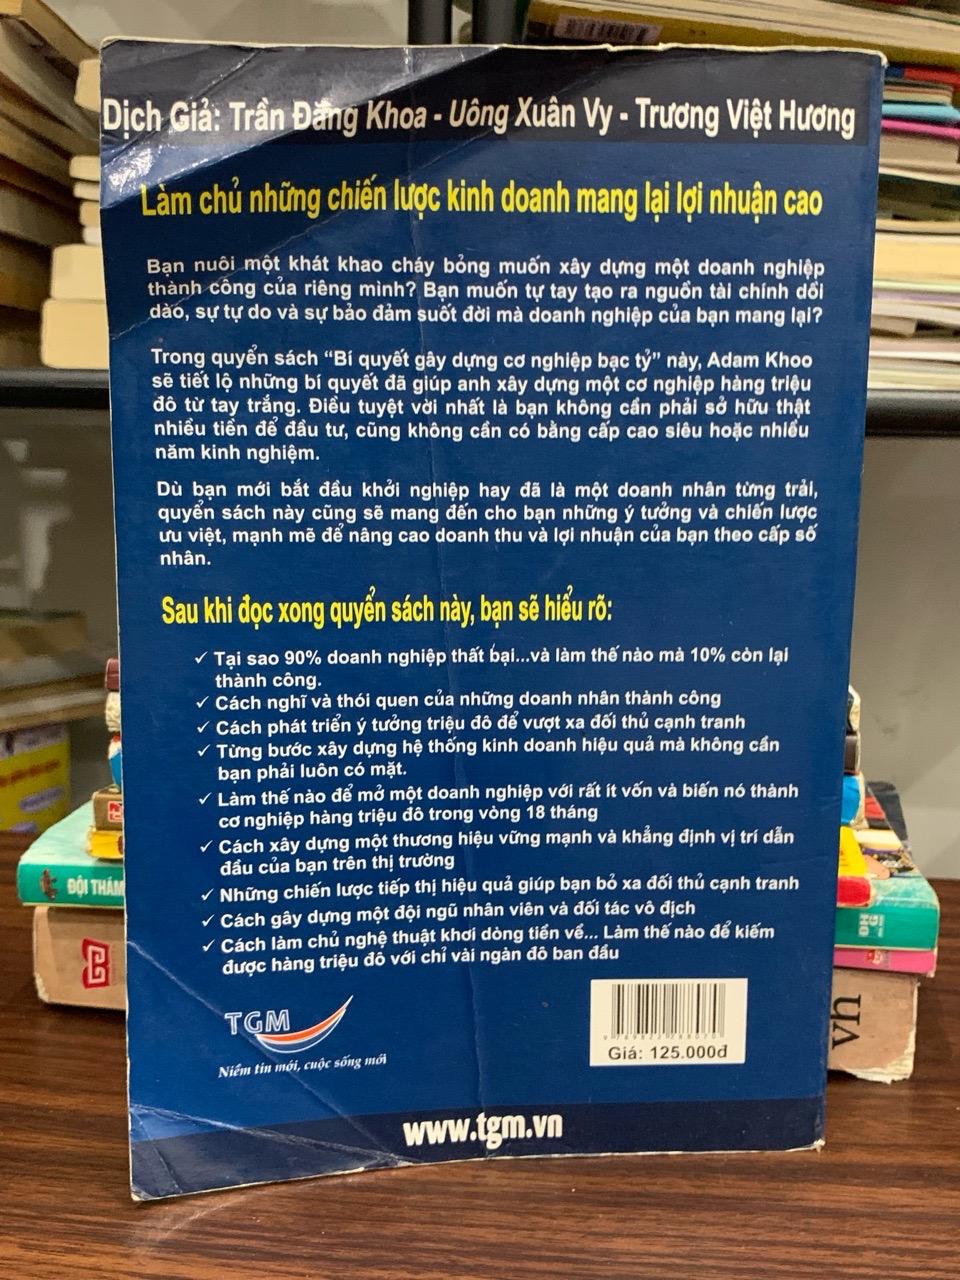 Dịch Giả: Trần Đăng Khoa - Uông Xuân Vy - Trương Việt Hương
Làm chủ những chiến lược kinh doanh mang lại lợi nhuận cao
Bạn nuôi một khát khao cháy bỏng muốn xây dựng một doanh nghiệp
thành công của riêng mình? Bạn muốn tự tay tạo ra nguồn tài chính dồi
dào, sự tự do và sự bảo đảm suốt đời mà doanh nghiệp của bạn mang lại?
Trong quyển sách “Bí quyết gây dựng cơ nghiệp bạc tỷ” này, Adam Khoo
sẽ tiết lộ những bí quyết đã giúp anh xây dựng một cơ nghiệp hàng triệu
đô từ tay trắng. Điều tuyệt vời nhất là bạn không cần phải sở hữu thật
nhiều tiền để đầu tư, cũng không cần có bằng cấp cao siêu hoặc nhiều
năm kinh nghiệm.
Dù bạn mới bắt đầu khởi nghiệp hay đã là một doanh nhân từng trải,
quyển sách này cũng sẽ mang đến cho bạn những ý tưởng và chiến lược
ưu việt, mạnh mẽ để nâng cao doanh thu và lợi nhuận của bạn theo cấp số
nhân.
Sau khi đọc xong quyển sách này, bạn sẽ hiểu rõ:
✓ Tại sao 90% doanh nghiệp thất bại...và làm thế nào mà 10% còn lại
thành công.
✓ Cách nghĩ và thói quen của những doanh nhân thành công
✓ Cách phát triển ý tưởng triệu đô để vượt xa đối thủ cạnh tranh
✓ Từng bước xây dựng hệ thống kinh doanh hiệu quả mà không cần
bạn phải luôn có mặt.
✓ Làm thế nào để mở một doanh nghiệp với rất ít vốn và biến nó thành
cơ nghiệp hàng triệu đô trong vòng 18 tháng
✓ Cách xây dựng một thương hiệu vững mạnh và khẳng định vị trí dẫn
đầu của bạn trên thị trường
✓ Những chiến lược tiếp thị hiệu quả giúp bạn bỏ xa đối thủ cạnh tranh
✓ Cách gây dựng một đội ngũ nhân viên và đối tác vô địch
✓ Cách làm chủ nghệ thuật khơi dòng tiền về... Làm thế nào để kiếm
được hàng triệu đô với chỉ vài ngàn đô ban đầu
TGM
Niềm tin mới, cuộc sống mới
Giá: 125.000đ
www.tgm.vn
ĐỘI THÁM
vh